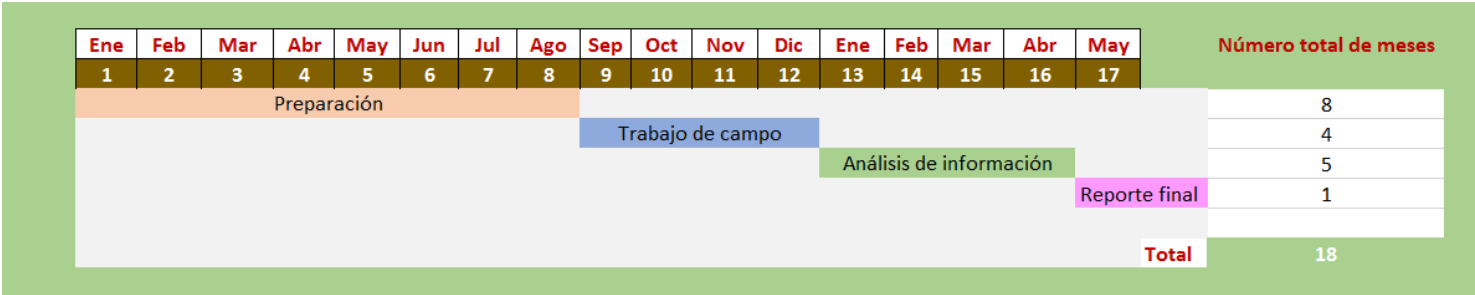 Ene Feb Mar Abr May Jun Jul Ago Sep Oct Nov Dic Ene Feb Mar Abr May Número total de meses
1 2 3 4 5 6 7 8 9 10 11 12 13 14 15 16 17
Preparación 8
Trabajo de campo 4
Análisis de información 5
Reporte final 1
Total 18